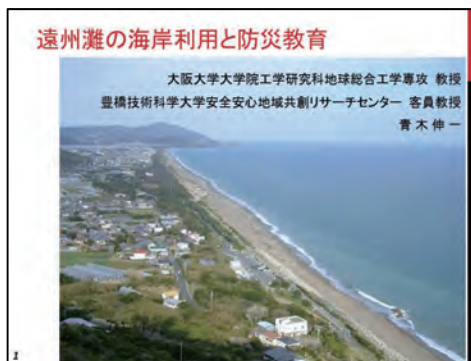 遠州灘の海岸利用と防災教育
大阪大学大学院工学研究科地球総合工学専攻 教授
豊橋技術科学大学安全安心地域共創リサーチセンター 客員教授
青木伸一
1